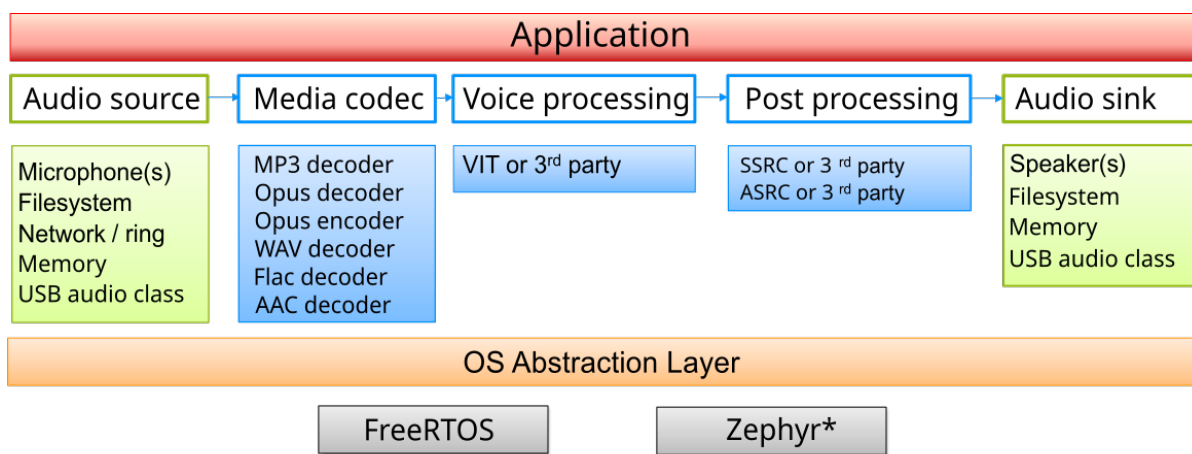 Application
Audio source
Media codec
Voice processing
Post processing
Audio sink
Microphone(s)
Filesystem
Network / ring
Memory
USB audio class
MP3 decoder
Opus decoder
Opus encoder
WAV decoder
Flac decoder
AAC decoder
VIT or 3rd party
SSRC or 3 rd party
ASRC or 3 rd party
Speaker(s)
Filesystem
Memory
USB audio class
OS Abstraction Layer
FreeRTOS
Zephyr*